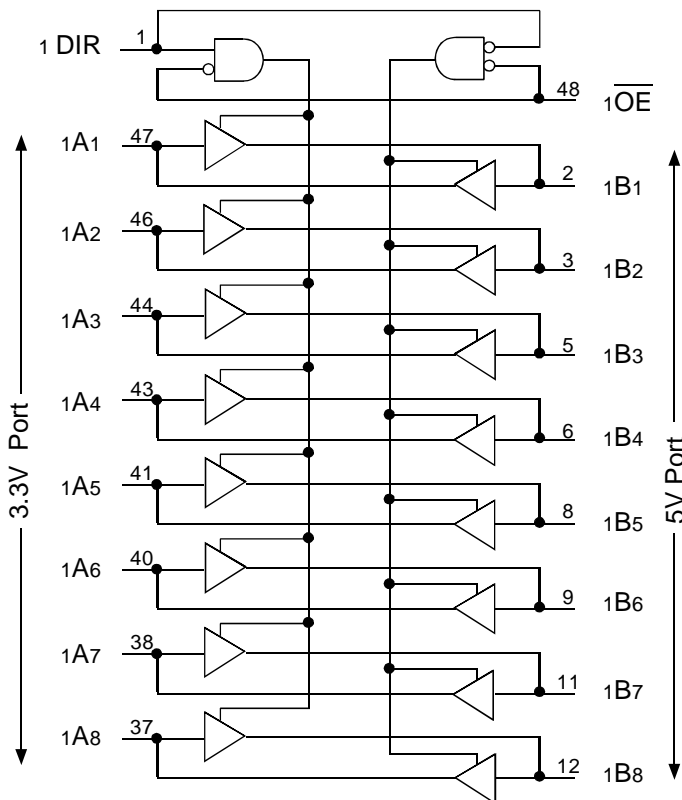 1 DIR 1
48 1OE
1A1 47
2 1B1
1A2 46
3 1B2
1A3 44
5 1B3
1A4 43
6 1B4
1A5 41
8 1B5
1A6 40
9 1B6
1A7 38
11 1B7
1A8 37
12 1B8
3.3V Port
5V Port